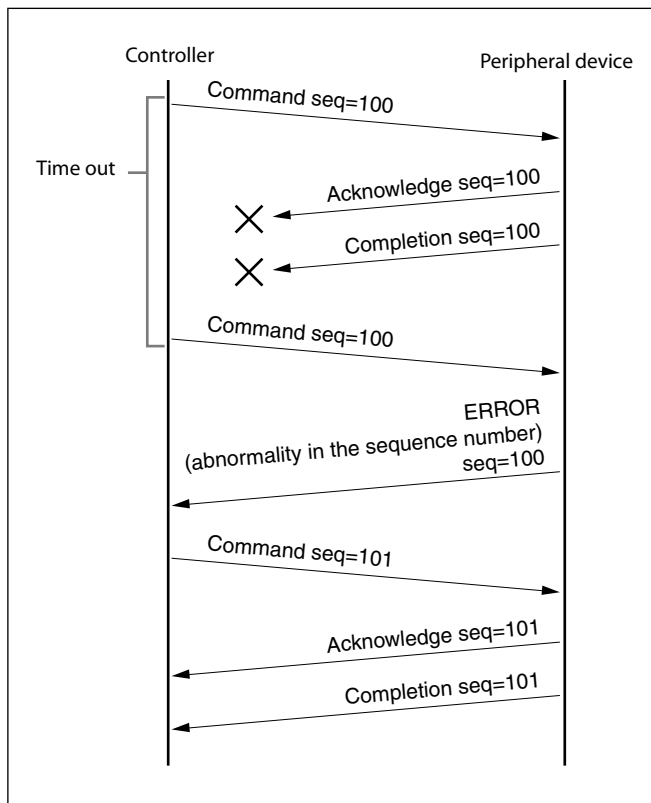 Controller
Peripheral device
Command seq=100
Time out
Acknowledge seq=100
Completion seq=100
Command seq=100
ERROR
(abnormality in the sequence number)
seq=100
Command seq=101
Acknowledge seq=101
Completion seq=101